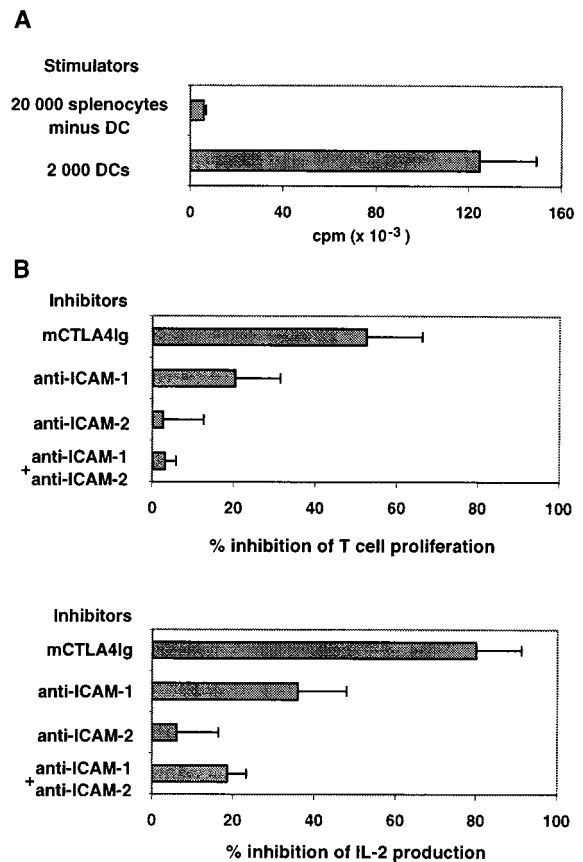 A
Stimulators
20 000 splenocytes
minus DC
2 000 DCs
0 40 80 120 160
cpm (x 10⁻³)
B
Inhibitors
mCTLA4Ig
anti-ICAM-1
anti-ICAM-2
anti-ICAM-1
+anti-ICAM-2
0 20 40 60 80 100
% inhibition of T cell proliferation
Inhibitors
mCTLA4Ig
anti-ICAM-1
anti-ICAM-2
anti-ICAM-1
+anti-ICAM-2
0 20 40 60 80 100
% inhibition of IL-2 production